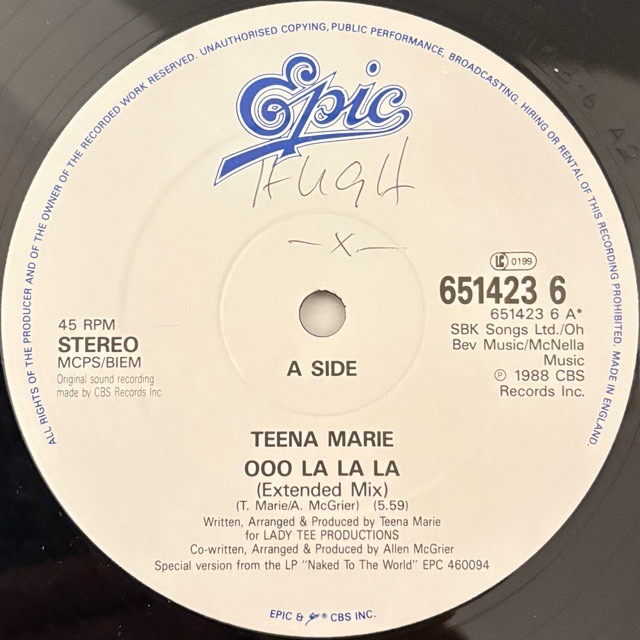 ALL RIGHTS OF THE PRODUCER AND OF THE OWNER OF THE RECORDED WORK RESERVED. UNAUTHORISED COPYING, PUBLIC PERFORMANCE, BROADCASTING, HIRING OR RENTAL OF THIS RECORDING PROHIBITED. MADE IN ENGLAND.
Epic
—x—
LC 0199
651423 6
651423 6 A*
SBK Songs Ltd./Oh
Bev Music/McNella
Music
℗ 1988 CBS
Records Inc.
45 RPM
STEREO
MCPS/BIEM
Original sound recording
made by CBS Records Inc.
A SIDE
TEENA MARIE
OOO LA LA LA
(Extended Mix)
(T. Marie/A. McGrier) (5.59)
Written, Arranged & Produced by Teena Marie
for LADY TEE PRODUCTIONS
Co-written, Arranged & Produced by Allen McGrier
Special version from the LP "Naked To The World" EPC 460094
EPIC & ® CBS INC.